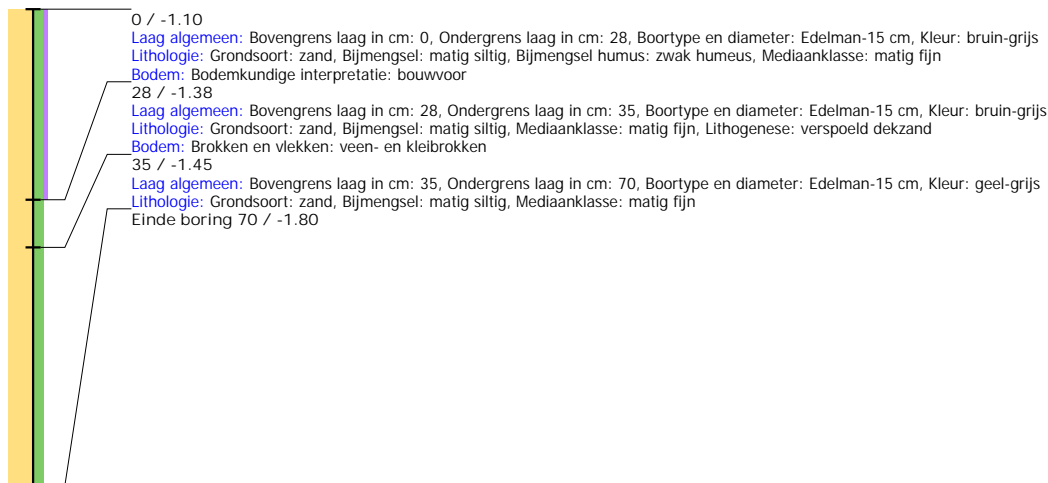 0 / -1.10
Laag algemeen: Bovengrens laag in cm: 0, Ondergrens laag in cm: 28, Boortype en diameter: Edelman-15 cm, Kleur: bruin-grijs
Lithologie: Grondsoort: zand, Bijmengsel: matig siltig, Bijmengsel humus: zwak humeus, Mediaanklasse: matig fijn
Bodem: Bodemkundige interpretatie: bouwvoor
28 / -1.38
Laag algemeen: Bovengrens laag in cm: 28, Ondergrens laag in cm: 35, Boortype en diameter: Edelman-15 cm, Kleur: bruin-grijs
Lithologie: Grondsoort: zand, Bijmengsel: matig siltig, Mediaanklasse: matig fijn, Lithogenese: verspoeld dekzand
Bodem: Brokken en vlekken: veen- en kleibrokken
35 / -1.45
Laag algemeen: Bovengrens laag in cm: 35, Ondergrens laag in cm: 70, Boortype en diameter: Edelman-15 cm, Kleur: geel-grijs
Lithologie: Grondsoort: zand, Bijmengsel: matig siltig, Mediaanklasse: matig fijn
Einde boring 70 / -1.80